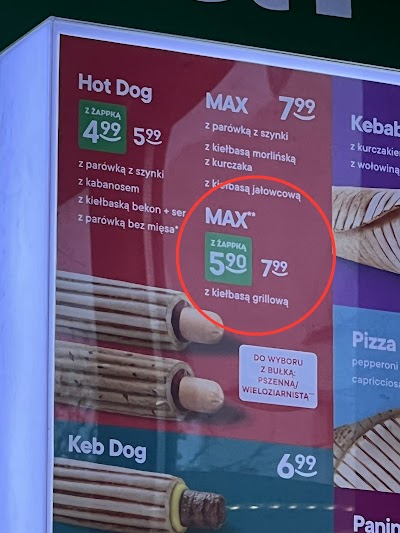 Hot Dog
Z ŻAPPKĄ
4,99 5,99
z parówką z szynki
z kabanosem
z kiełbaską bekon + ser
z parówką bez mięsa*
MAX 7,99
z parówką z szynki
z kiełbasą morlińską
z kurczaka
z kiełbasą jałowcową
MAX**
Z ŻAPPKĄ
5,90 7,99
z kiełbasą grillową
DO WYBORU
Z BUŁKĄ:
PSZENNĄ/
WIELOZIARNISTĄ***
Keb Dog
6,99
Kebab
z kurczakiem
z wołowiną
Pizza
pepperoni
capricciosa
Panin